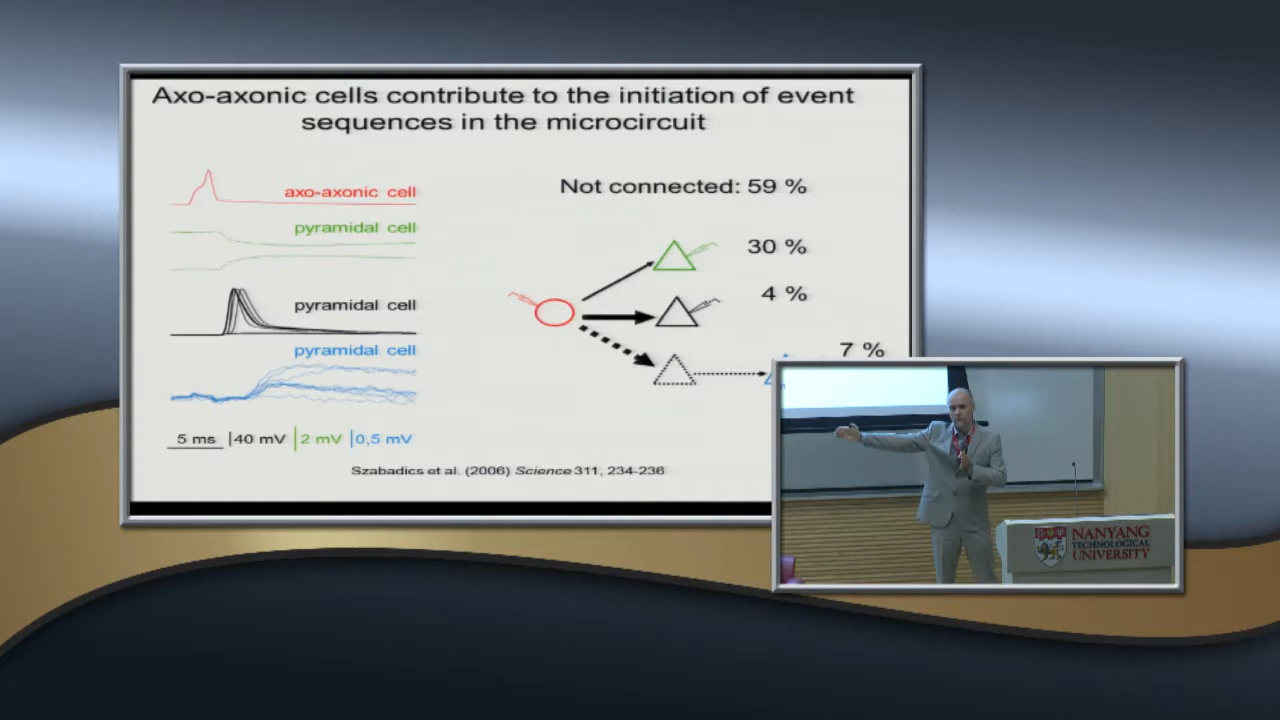 Axo-axonic cells contribute to the initiation of event
sequences in the microcircuit
axo-axonic cell
pyramidal cell
pyramidal cell
pyramidal cell
5 ms |40 mV |2 mV |0,5 mV
Not connected: 59 %
30 %
4 %
7 %
Szabadics et al. (2006) Science 311, 234-236
NANYANG
TECHNOLOGICAL
UNIVERSITY